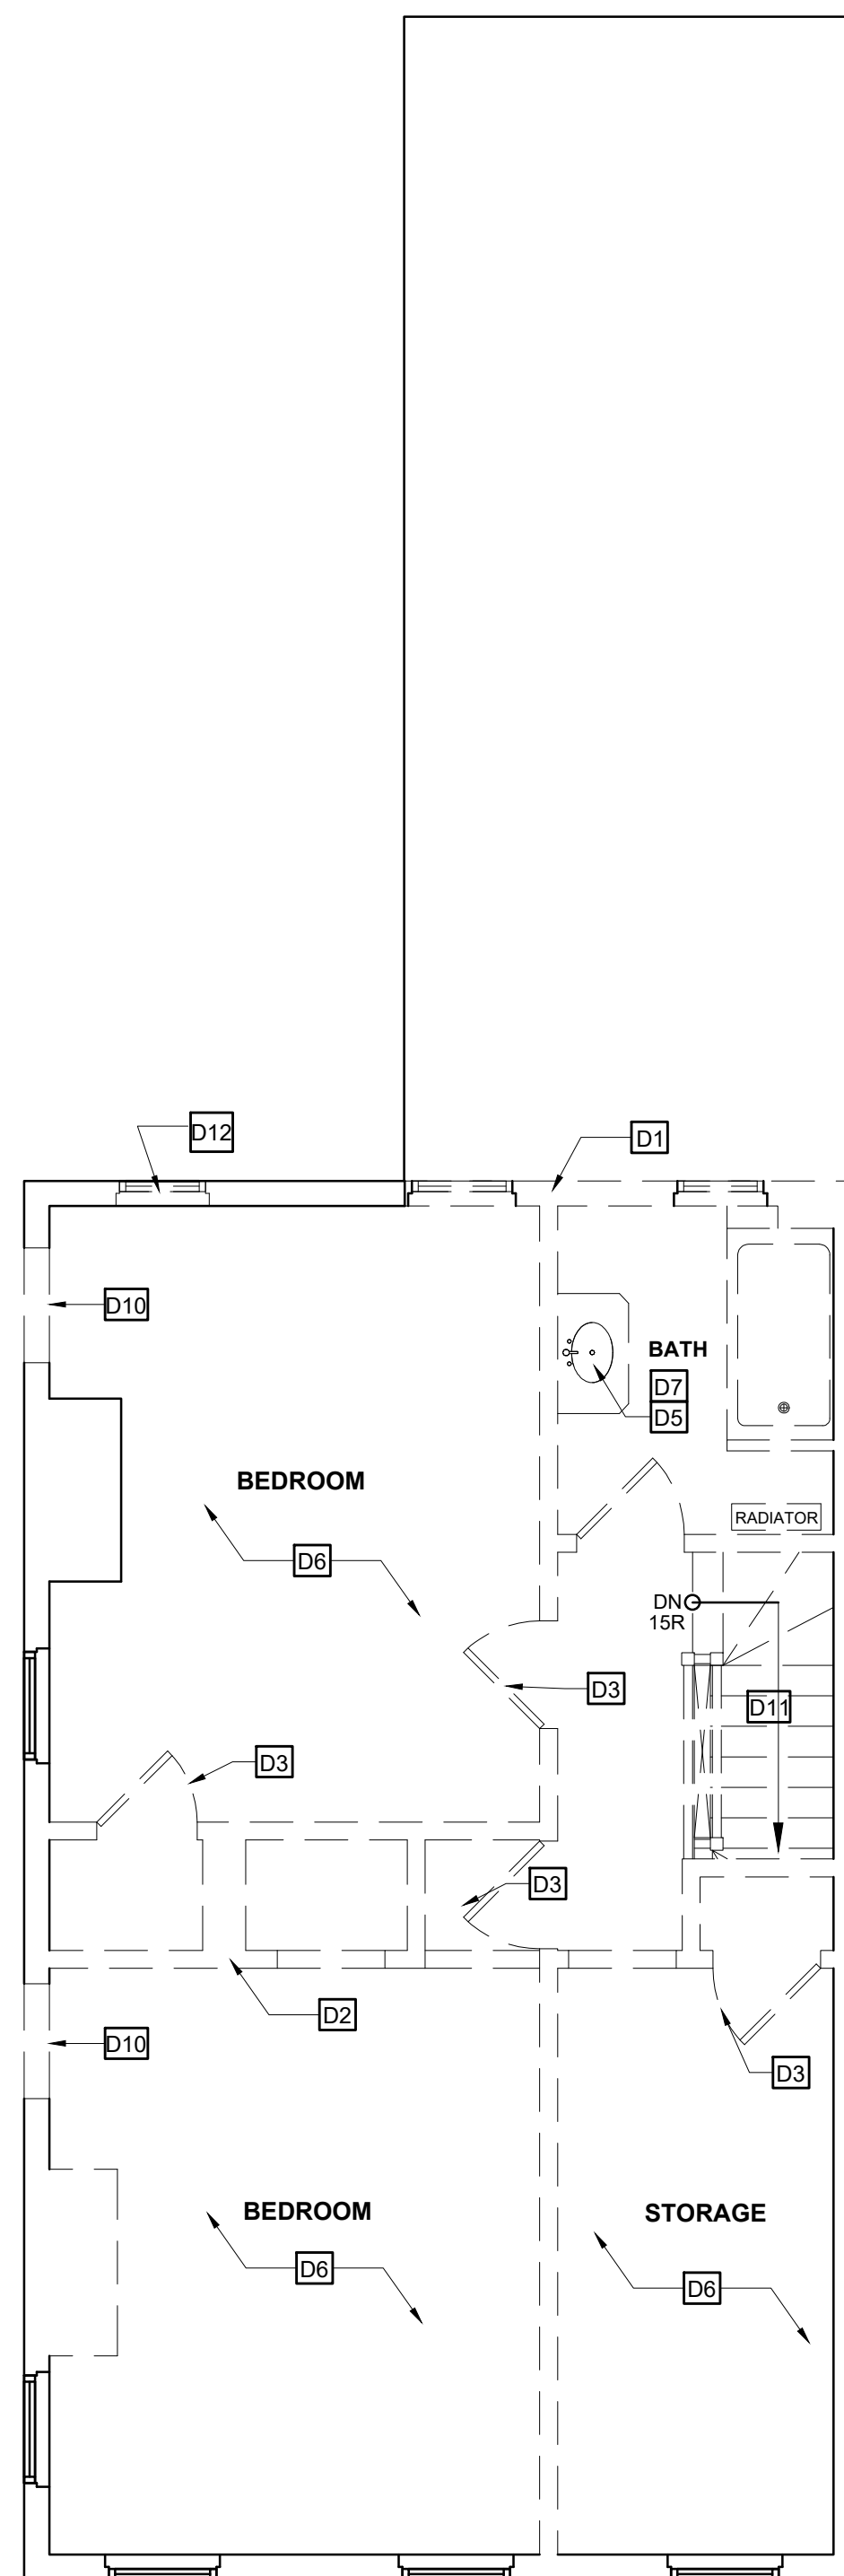 D12
D1
D10
BATH
D7
D5
BEDROOM
RADIATOR
D6
DN
15R
D3
D11
D3
D3
D2
D10
D3
BEDROOM
STORAGE
D6
D6